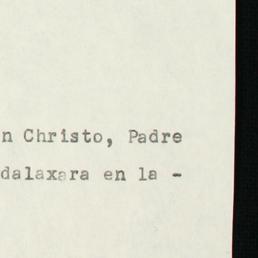 n Christo, Padre
dalaxara en la -